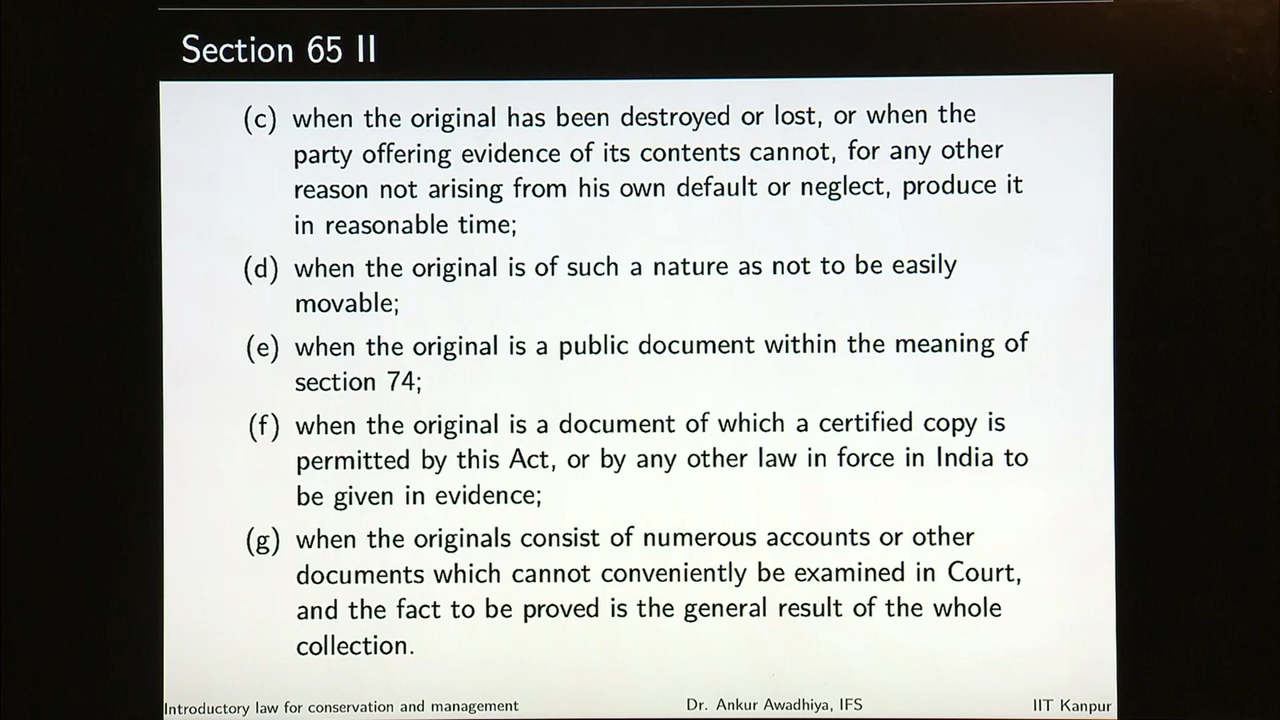 Section 65 II
(c) when the original has been destroyed or lost, or when the
party offering evidence of its contents cannot, for any other
reason not arising from his own default or neglect, produce it
in reasonable time;
(d) when the original is of such a nature as not to be easily
movable;
(e) when the original is a public document within the meaning of
section 74;
(f) when the original is a document of which a certified copy is
permitted by this Act, or by any other law in force in India to
be given in evidence;
(g) when the originals consist of numerous accounts or other
documents which cannot conveniently be examined in Court,
and the fact to be proved is the general result of the whole
collection.
Introductory law for conservation and management Dr. Ankur Awadhiya, IFS IIT Kanpur